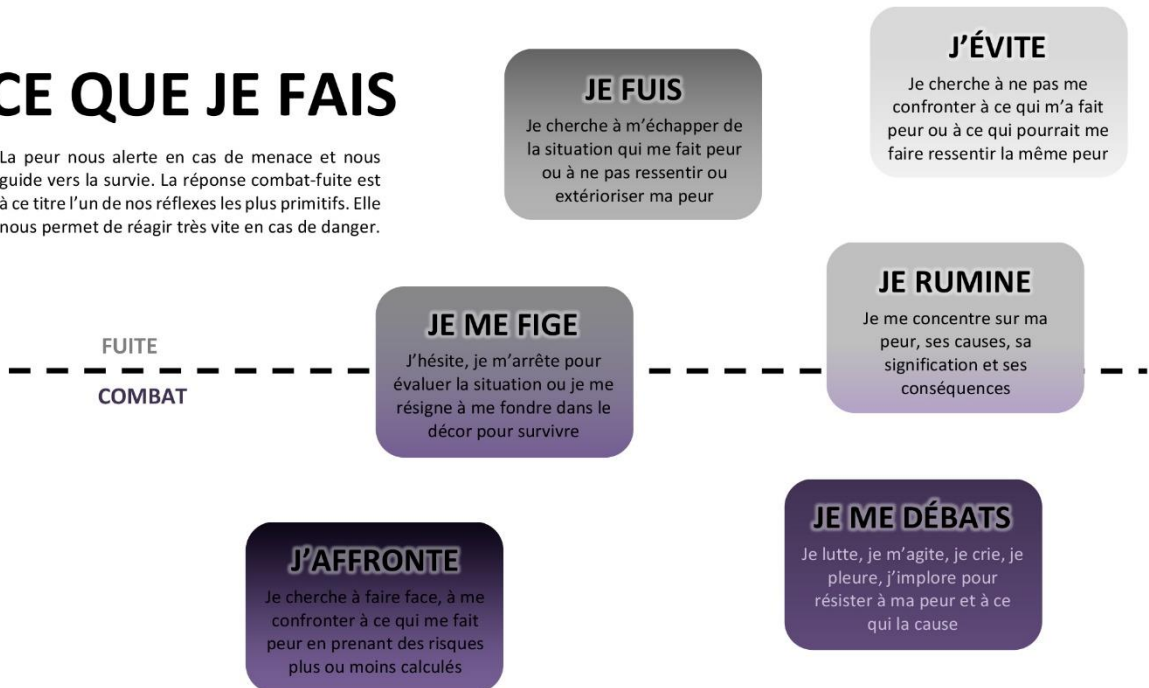 CE QUE JE FAIS
La peur nous alerte en cas de menace et nous
guide vers la survie. La réponse combat-fuite est
à ce titre l’un de nos réflexes les plus primitifs. Elle
nous permet de réagir très vite en cas de danger.
JE FUIS
Je cherche à m’échapper de
la situation qui me fait peur
ou à ne pas ressentir ou
extérioriser ma peur
J’ÉVITE
Je cherche à ne pas me
confronter à ce qui m’a fait
peur ou à ce qui pourrait me
faire ressentir la même peur
FUITE
COMBAT
JE ME FIGE
J’hésite, je m’arrête pour
évaluer la situation ou je me
résigne à me fondre dans le
décor pour survivre
JE RUMINE
Je me concentre sur ma
peur, ses causes, sa
signification et ses
conséquences
J’AFFRONTE
Je cherche à faire face, à me
confronter à ce qui me fait
peur en prenant des risques
plus ou moins calculés
JE ME DÉBATS
Je lutte, je m’agite, je crie, je
pleure, j’implore pour
résister à ma peur et à ce
qui la cause